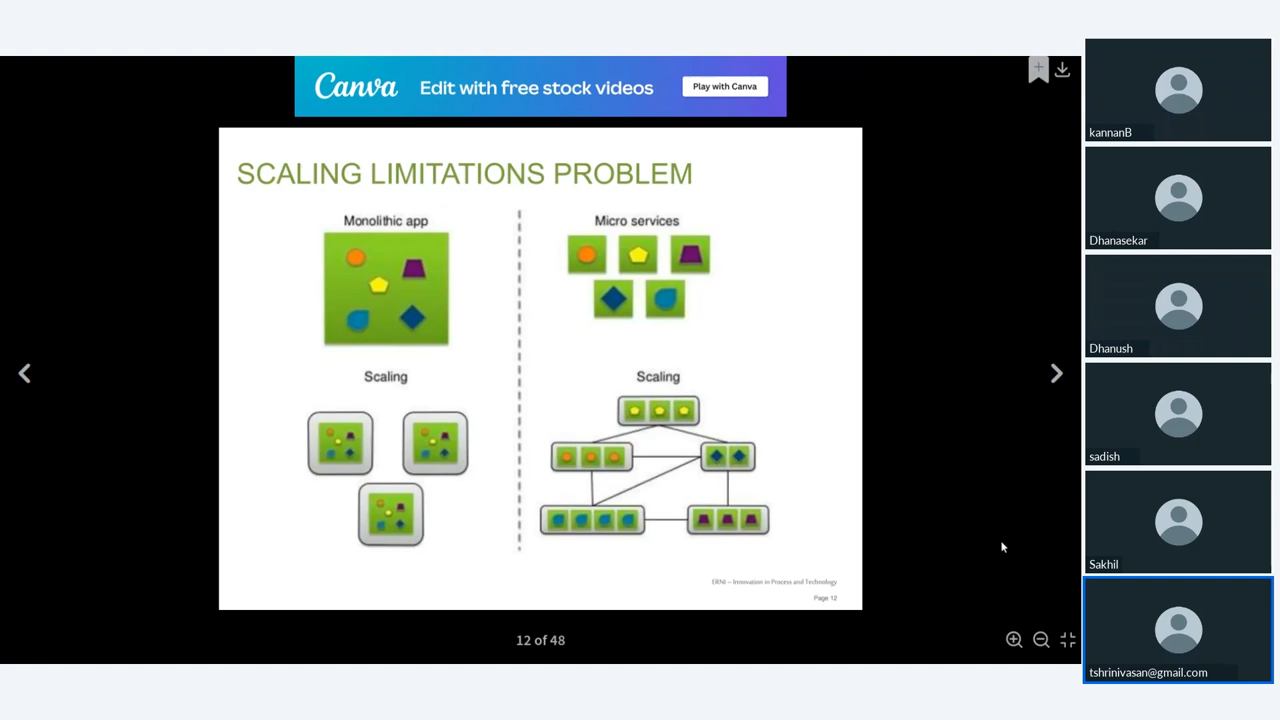 Canva
Edit with free stock videos
Play with Canva
SCALING LIMITATIONS PROBLEM
Monolithic app
Micro services
Scaling
Scaling
ERNI – Innovation in Process and Technology
Page 12
12 of 48
kannanB
Dhanasekar
Dhanush
sadish
Sakhil
tshrinivasan@gmail.com